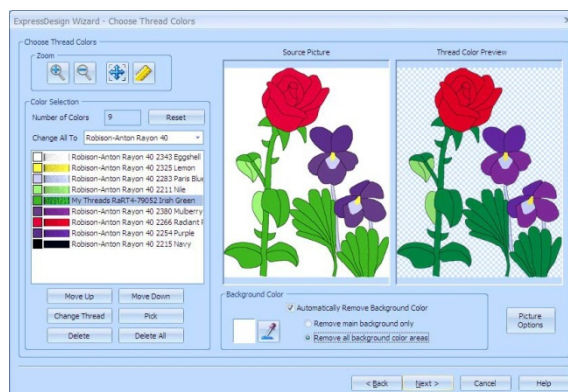 ExpressDesign Wizard - Choose Thread Colors
Choose Thread Colors
Zoom
Color Selection
Number of Colors 9 Reset
Change All To Robison-Anton Rayon 40
Robison-Anton Rayon 40 2343 Eggshell
Robison-Anton Rayon 40 2325 Lemon
Robison-Anton Rayon 40 2283 Paris Blue
Robison-Anton Rayon 40 2211 Nile
My Threads RaRT4-79052 Irish Green
Robison-Anton Rayon 40 2380 Mulberry
Robison-Anton Rayon 40 2266 Radiant
Robison-Anton Rayon 40 2254 Purple
Robison-Anton Rayon 40 2215 Navy
Move Up Move Down
Change Thread Pick
Delete Delete All
Source Picture Thread Color Preview
Background Color
Automatically Remove Background Color
Remove main background only
Remove all background color areas
Picture
Options
< Back Next > Cancel Help